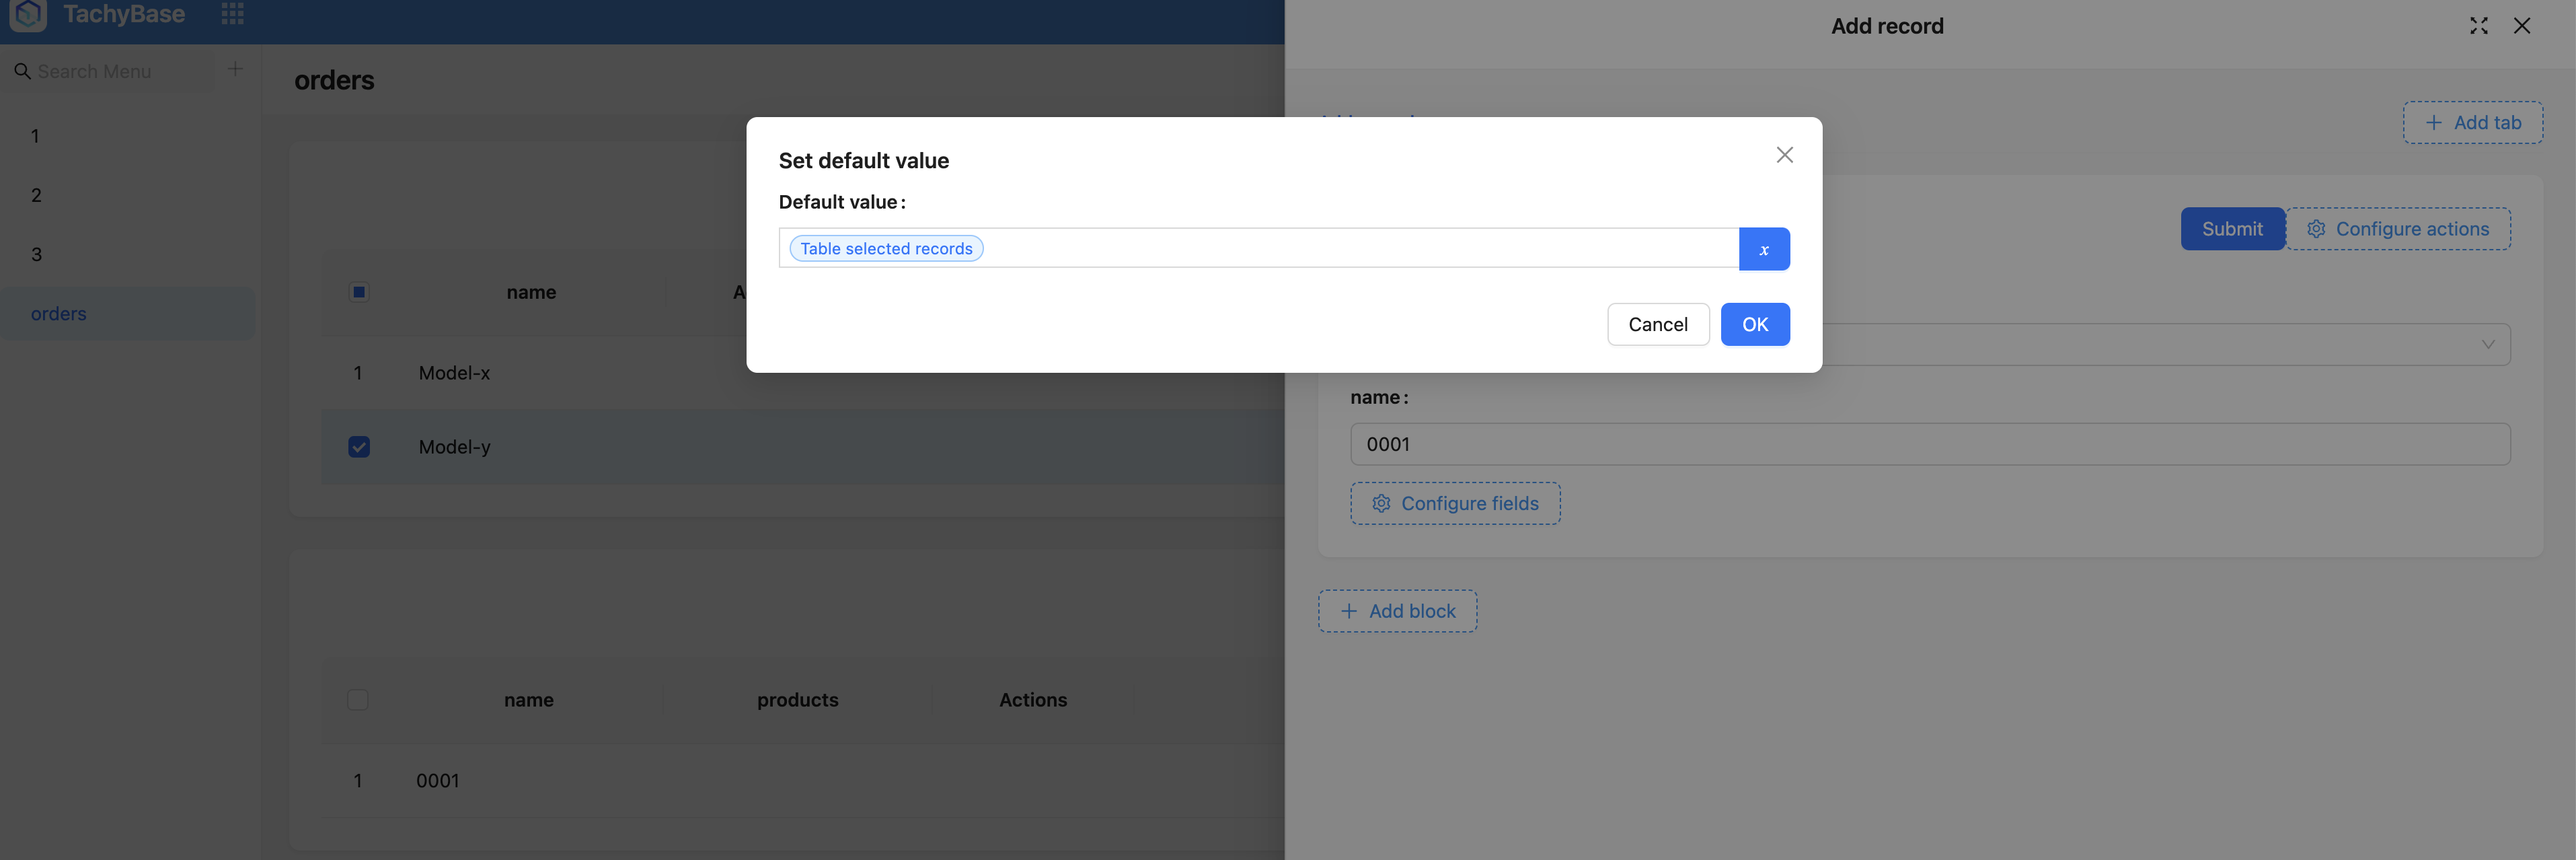 TachyBase
Search Menu
1
2
3
orders
orders
name
A
1
Model-x
Model-y
name
products
Actions
1
0001
Set default value
Default value :
Table selected records
x
Cancel
OK
Add record
Add tab
Submit
Configure actions
name :
0001
Configure fields
Add block